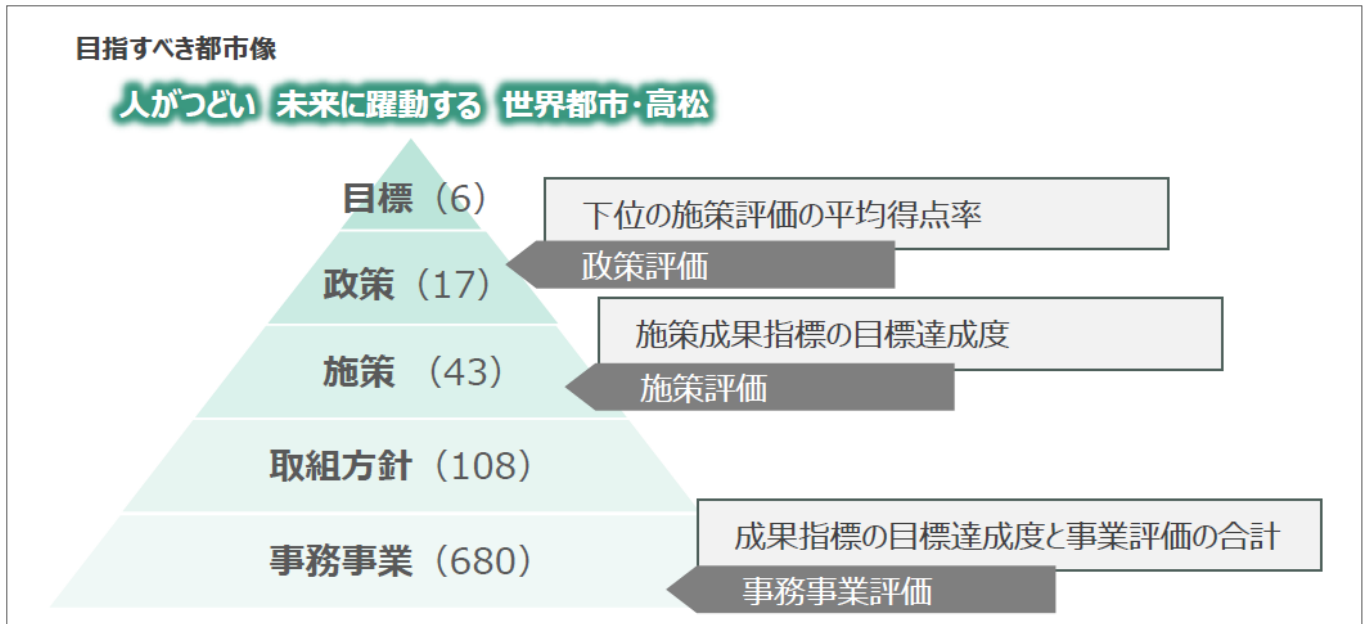 目指すべき都市像
人がつどい 未来に躍動する 世界都市・高松
目標（6）
下位の施策評価の平均得点率
政策評価
政策（17）
施策成果指標の目標達成度
施策（43）
施策評価
取組方針（108）
成果指標の目標達成度と事業評価の合計
事務事業（680）
事務事業評価